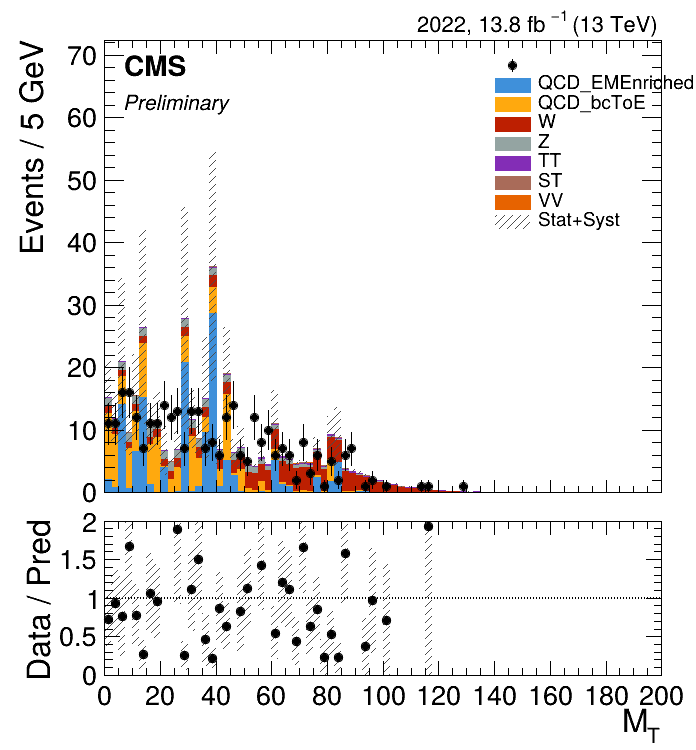 2022, 13.8 fb⁻¹ (13 TeV)
CMS
Preliminary
QCD_EMEnriched
QCD_bcToE
W
Z
TT
ST
VV
Stat+Syst
Events / 5 GeV
70
60
50
40
30
20
10
0
Data / Pred
2
1.5
1
0.5
0
0 20 40 60 80 100 120 140 160 180 200
M_T